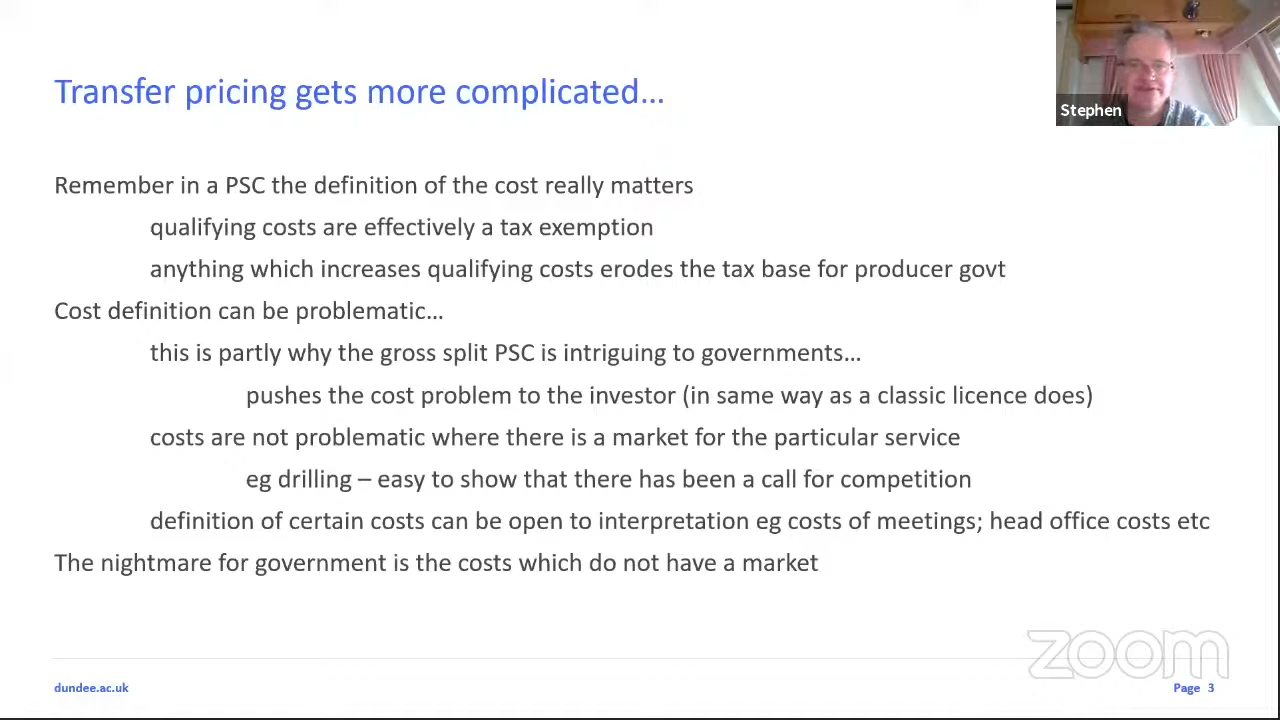 Transfer pricing gets more complicated…
Stephen
Remember in a PSC the definition of the cost really matters
qualifying costs are effectively a tax exemption
anything which increases qualifying costs erodes the tax base for producer govt
Cost definition can be problematic…
this is partly why the gross split PSC is intriguing to governments…
pushes the cost problem to the investor (in same way as a classic licence does)
costs are not problematic where there is a market for the particular service
eg drilling – easy to show that there has been a call for competition
definition of certain costs can be open to interpretation eg costs of meetings; head office costs etc
The nightmare for government is the costs which do not have a market
zoom
dundee.ac.uk
Page 3